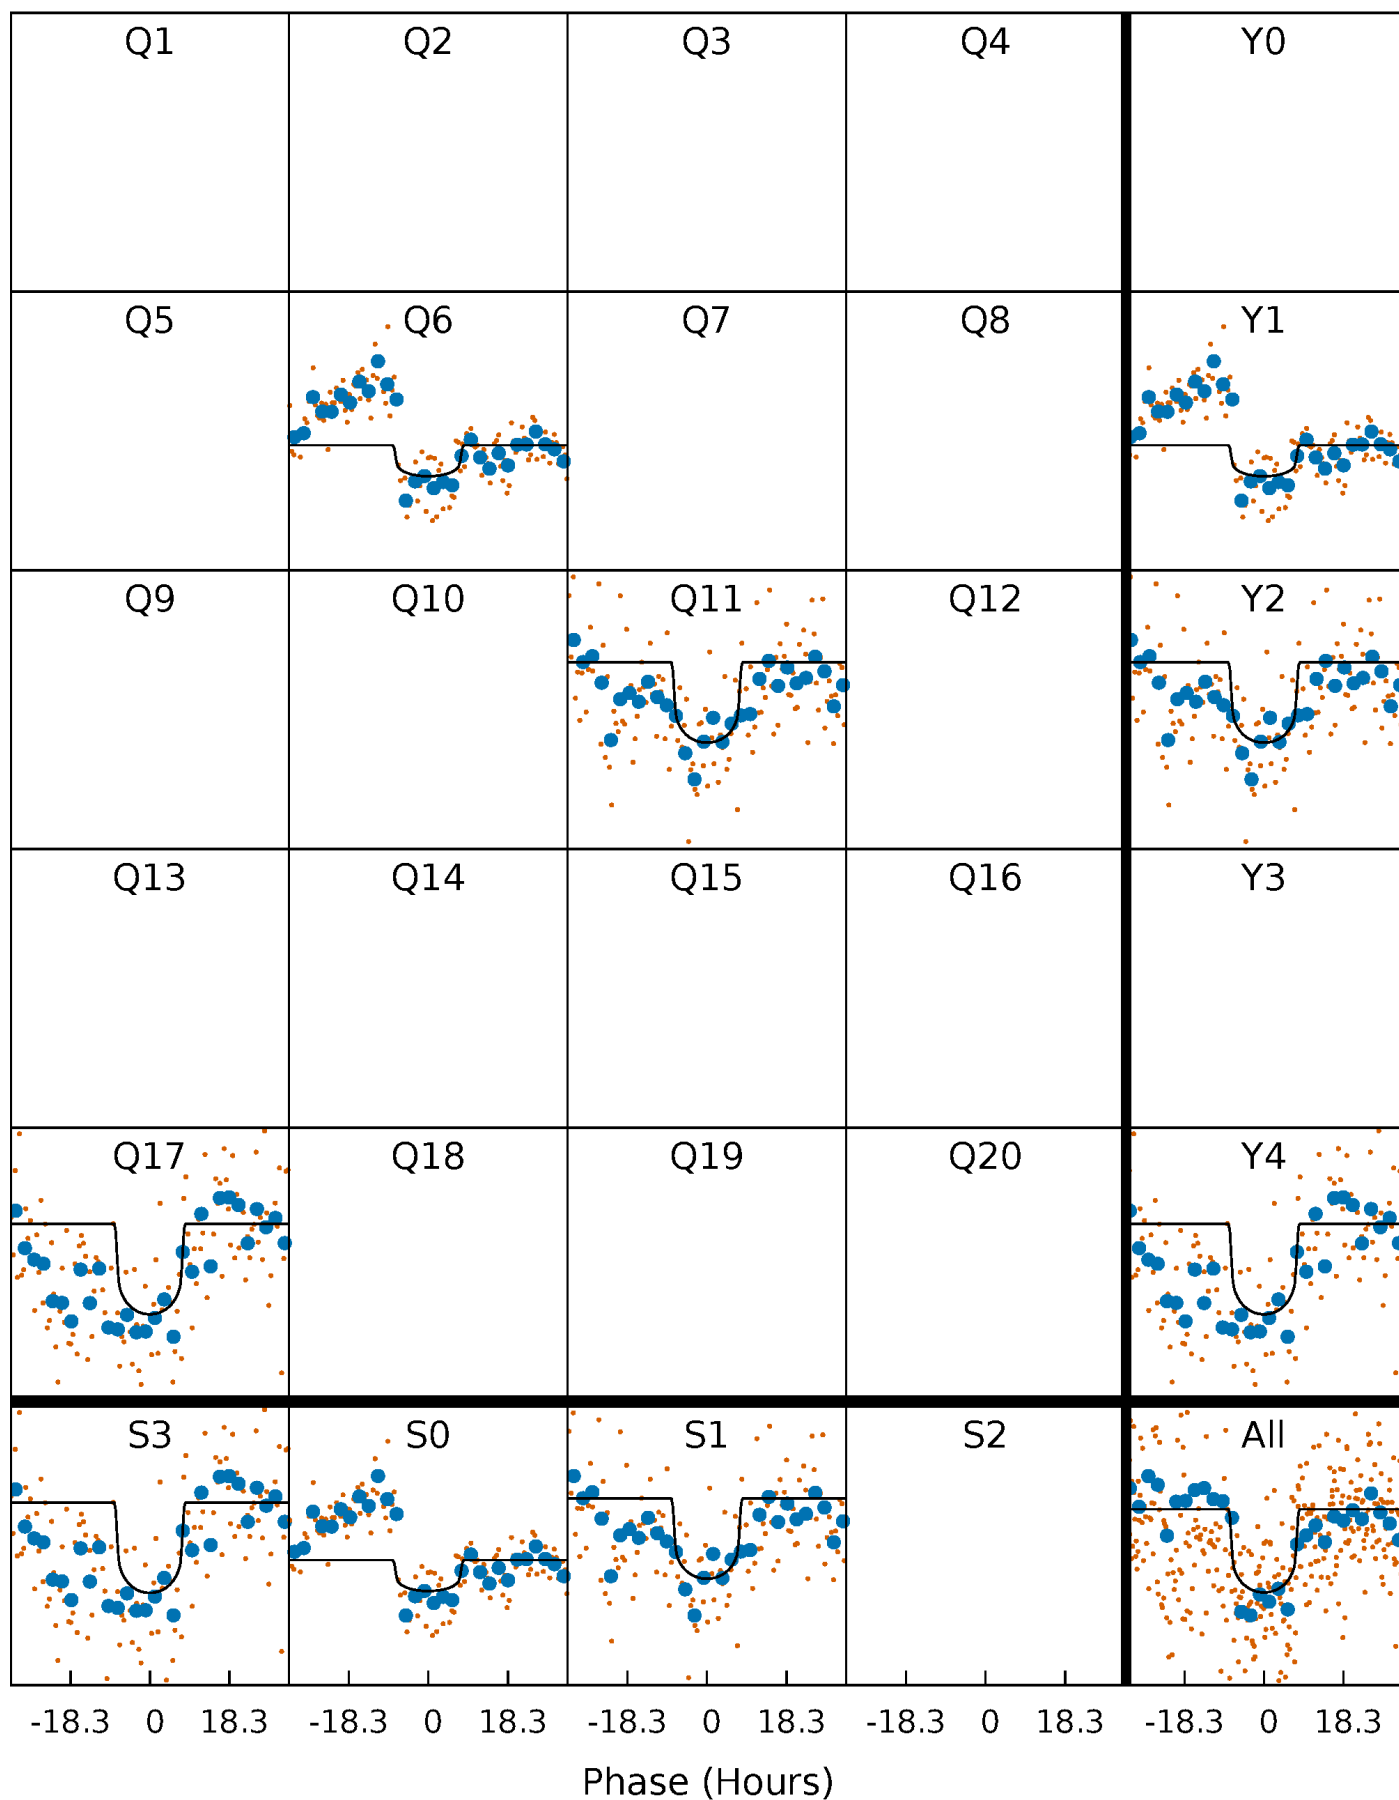 Q1 Q2 Q3 Q4 Y0
Q5 Q6 Q7 Q8 Y1
Q9 Q10 Q11 Q12 Y2
Q13 Q14 Q15 Q16 Y3
Q17 Q18 Q19 Q20 Y4
S3 S0 S1 S2 All
-18.3 0 18.3 -18.3 0 18.3 -18.3 0 18.3 -18.3 0 18.3 -18.3 0 18.3
Phase (Hours)